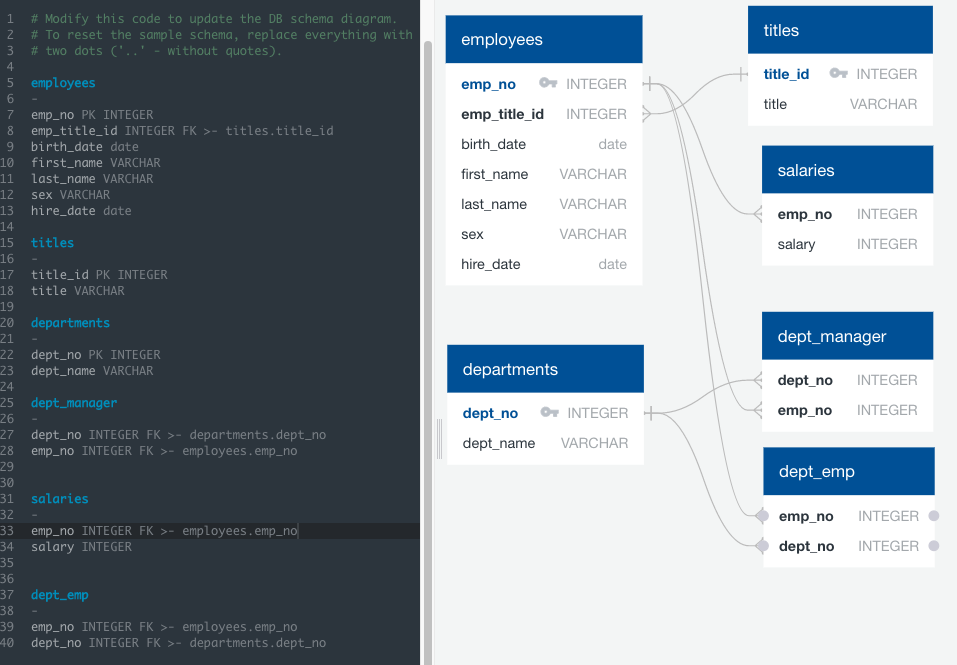 1 # Modify this code to update the DB schema diagram.
2 # To reset the sample schema, replace everything with
3 # two dots ('..' - without quotes).
4
5 employees
6 -
7 emp_no PK INTEGER
8 emp_title_id INTEGER FK >- titles.title_id
9 birth_date date
10 first_name VARCHAR
11 last_name VARCHAR
12 sex VARCHAR
13 hire_date date
14
15 titles
16 -
17 title_id PK INTEGER
18 title VARCHAR
19
20 departments
21 -
22 dept_no PK INTEGER
23 dept_name VARCHAR
24
25 dept_manager
26 -
27 dept_no INTEGER FK >- departments.dept_no
28 emp_no INTEGER FK >- employees.emp_no
29
30
31 salaries
32 -
33 emp_no INTEGER FK >- employees.emp_no
34 salary INTEGER
35
36
37 dept_emp
38 -
39 emp_no INTEGER FK >- employees.emp_no
40 dept_no INTEGER FK >- departments.dept_no
employees
emp_no INTEGER
emp_title_id INTEGER
birth_date date
first_name VARCHAR
last_name VARCHAR
sex VARCHAR
hire_date date
titles
title_id INTEGER
title VARCHAR
salaries
emp_no INTEGER
salary INTEGER
departments
dept_no INTEGER
dept_name VARCHAR
dept_manager
dept_no INTEGER
emp_no INTEGER
dept_emp
emp_no INTEGER
dept_no INTEGER